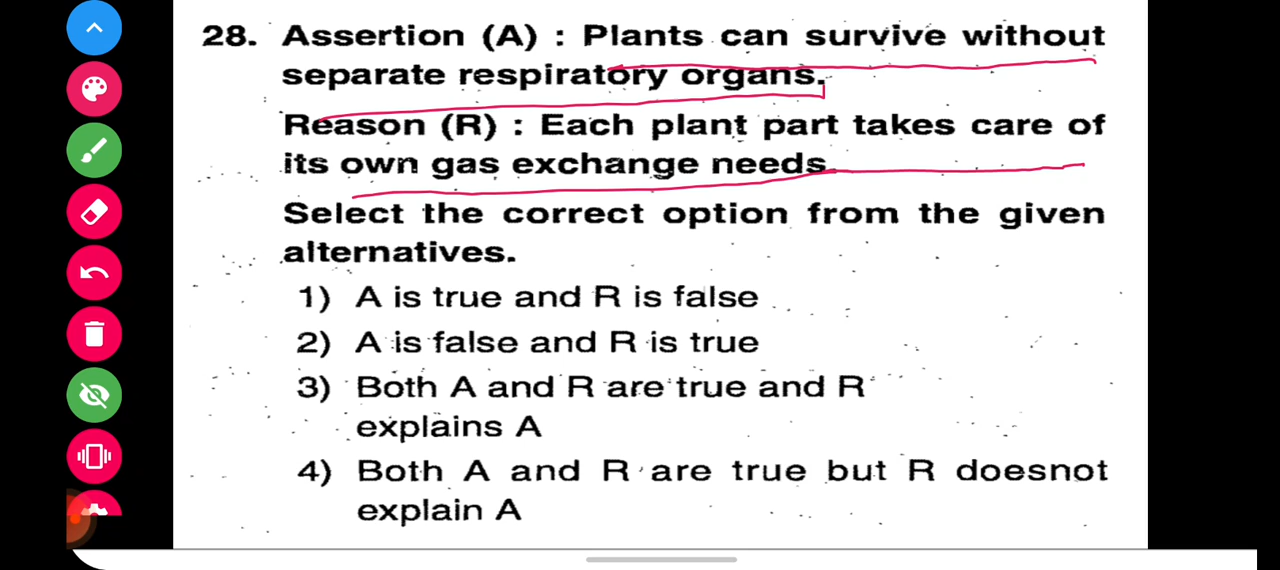 28. Assertion (A) : Plants can survive without
separate respiratory organs.
Reason (R) : Each plant part takes care of
its own gas exchange needs.
Select the correct option from the given
alternatives.
1) A is true and R is false
2) A is false and R is true
3) Both A and R are true and R
explains A
4) Both A and R are true but R doesnot
explain A